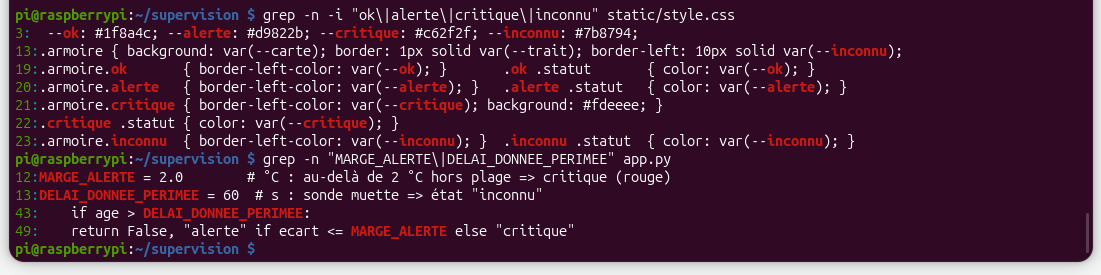 pi@raspberrypi:~/supervision $ grep -n -i "ok\|alerte\|critique\|inconnu" static/style.css
3:  --ok: #1f8a4c; --alerte: #d9822b; --critique: #c62f2f; --inconnu: #7b8794;
13:.armoire { background: var(--carte); border: 1px solid var(--trait); border-left: 10px solid var(--inconnu);
19:.armoire.ok       { border-left-color: var(--ok); }       .ok .statut       { color: var(--ok); }
20:.armoire.alerte   { border-left-color: var(--alerte); }   .alerte .statut   { color: var(--alerte); }
21:.armoire.critique { border-left-color: var(--critique); background: #fdeeee; }
22:.critique .statut { color: var(--critique); }
23:.armoire.inconnu  { border-left-color: var(--inconnu); }  .inconnu .statut  { color: var(--inconnu); }
pi@raspberrypi:~/supervision $ grep -n "MARGE_ALERTE\|DELAI_DONNEE_PERIMEE" app.py
12:MARGE_ALERTE = 2.0        # °C : au-delà de 2 °C hors plage => critique (rouge)
13:DELAI_DONNEE_PERIMEE = 60  # s : sonde muette => état "inconnu"
43:    if age > DELAI_DONNEE_PERIMEE:
49:    return False, "alerte" if ecart <= MARGE_ALERTE else "critique"
pi@raspberrypi:~/supervision $